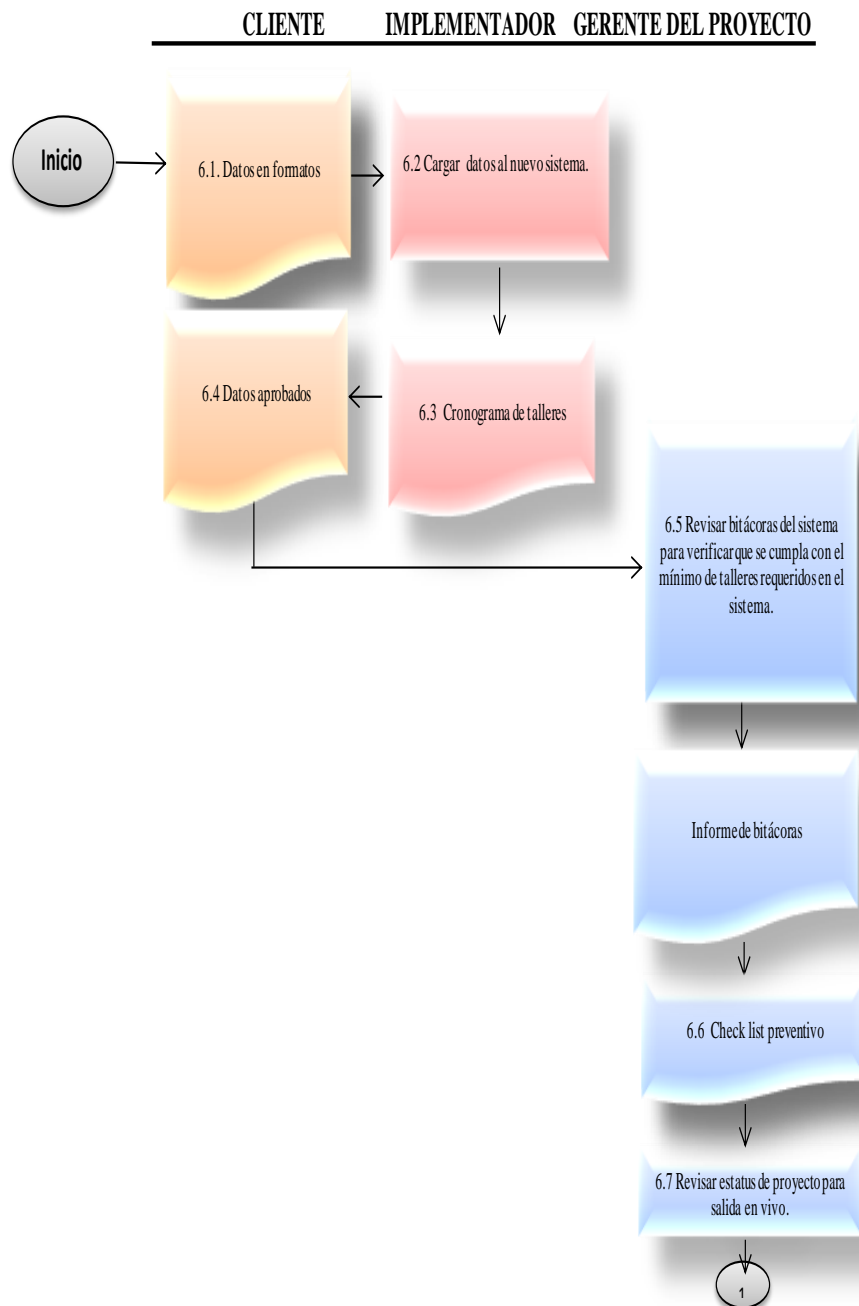 CLIENTE IMPLEMENTADOR GERENTE DEL PROYECTO
Inicio
6.1. Datos en formatos
6.2 Cargar datos al nuevo sistema.
6.4 Datos aprobados
6.3 Cronograma de talleres
6.5 Revisar bitácoras del sistema
para verificar que se cumpla con el
mínimo de talleres requeridos en el
sistema.
Informe de bitácoras
6.6 Check list preventivo
6.7 Revisar estatus de proyecto para
salida en vivo.
1